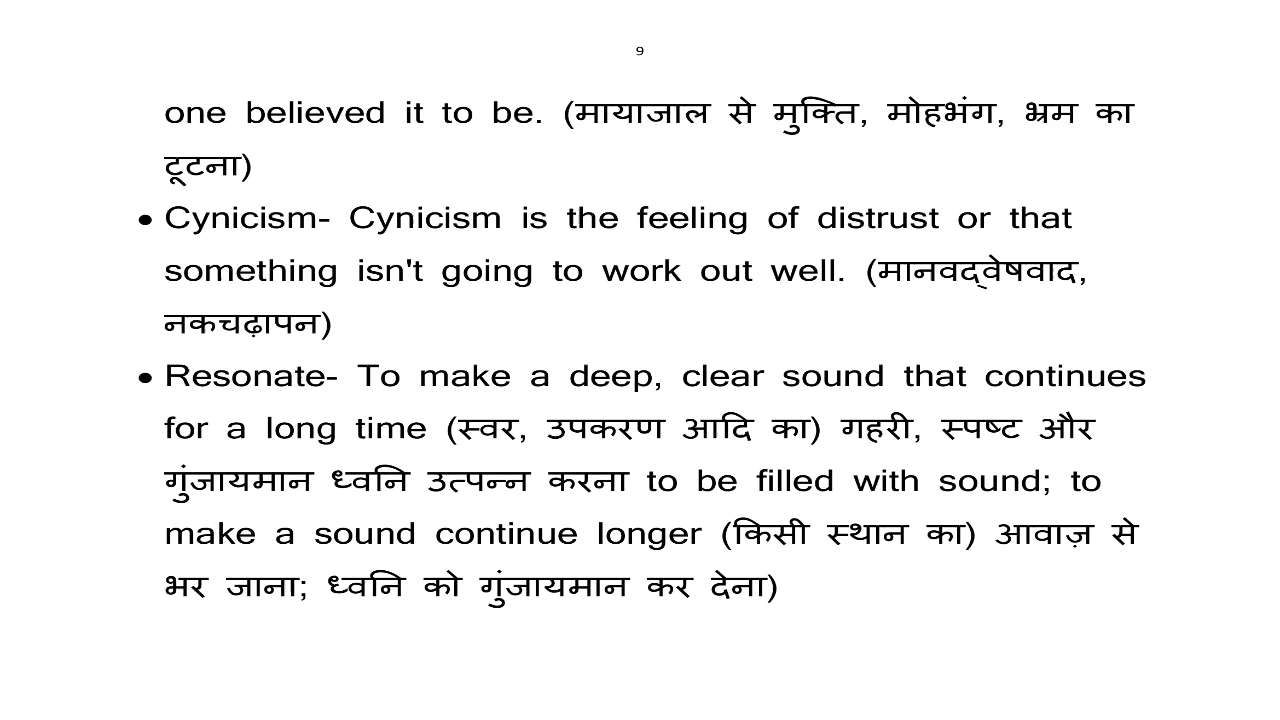 9
one believed it to be. (मायाजाल से मुक्ति, मोहभंग, भ्रम का
टूटना)
● Cynicism- Cynicism is the feeling of distrust or that
something isn't going to work out well. (मानवद्वेषवाद,
नकचढ़ापन)
● Resonate- To make a deep, clear sound that continues
for a long time (स्वर, उपकरण आदि का) गहरी, स्पष्ट और
गुंजायमान ध्वनि उत्पन्न करना to be filled with sound; to
make a sound continue longer (किसी स्थान का) आवाज़ से
भर जाना; ध्वनि को गुंजायमान कर देना)